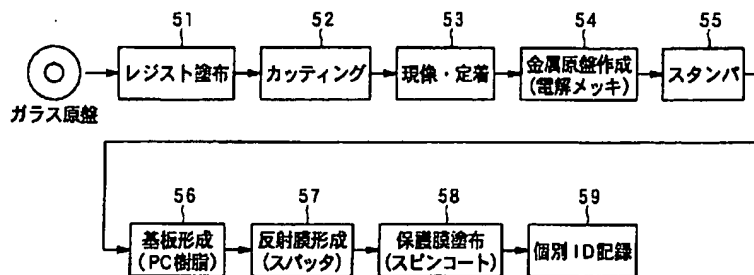 51
52
53
54
55
ガラス原盤
レジスト塗布
カッティング
現像・定着
金属原盤作成
(電解メッキ)
スタンパ
56
57
58
59
基板形成
(PC樹脂)
反射膜形成
(スパッタ)
保護膜塗布
(スピンコート)
個別ID記録